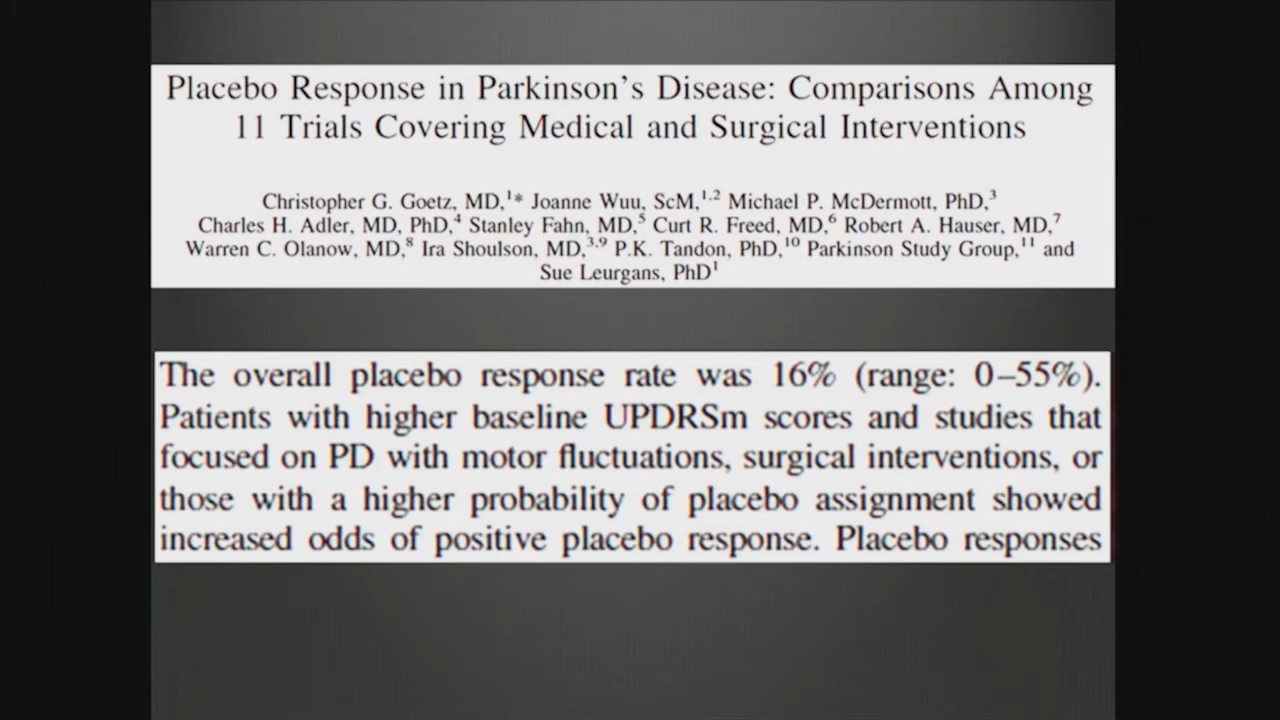 Placebo Response in Parkinson's Disease: Comparisons Among
11 Trials Covering Medical and Surgical Interventions
Christopher G. Goetz, MD,¹* Joanne Wuu, ScM,¹,² Michael P. McDermott, PhD,³
Charles H. Adler, MD, PhD,⁴ Stanley Fahn, MD,⁵ Curt R. Freed, MD,⁶ Robert A. Hauser, MD,⁷
Warren C. Olanow, MD,⁸ Ira Shoulson, MD,³,⁹ P.K. Tandon, PhD,¹⁰ Parkinson Study Group,¹¹ and
Sue Leurgans, PhD¹
The overall placebo response rate was 16% (range: 0–55%).
Patients with higher baseline UPDRSm scores and studies that
focused on PD with motor fluctuations, surgical interventions, or
those with a higher probability of placebo assignment showed
increased odds of positive placebo response. Placebo responses